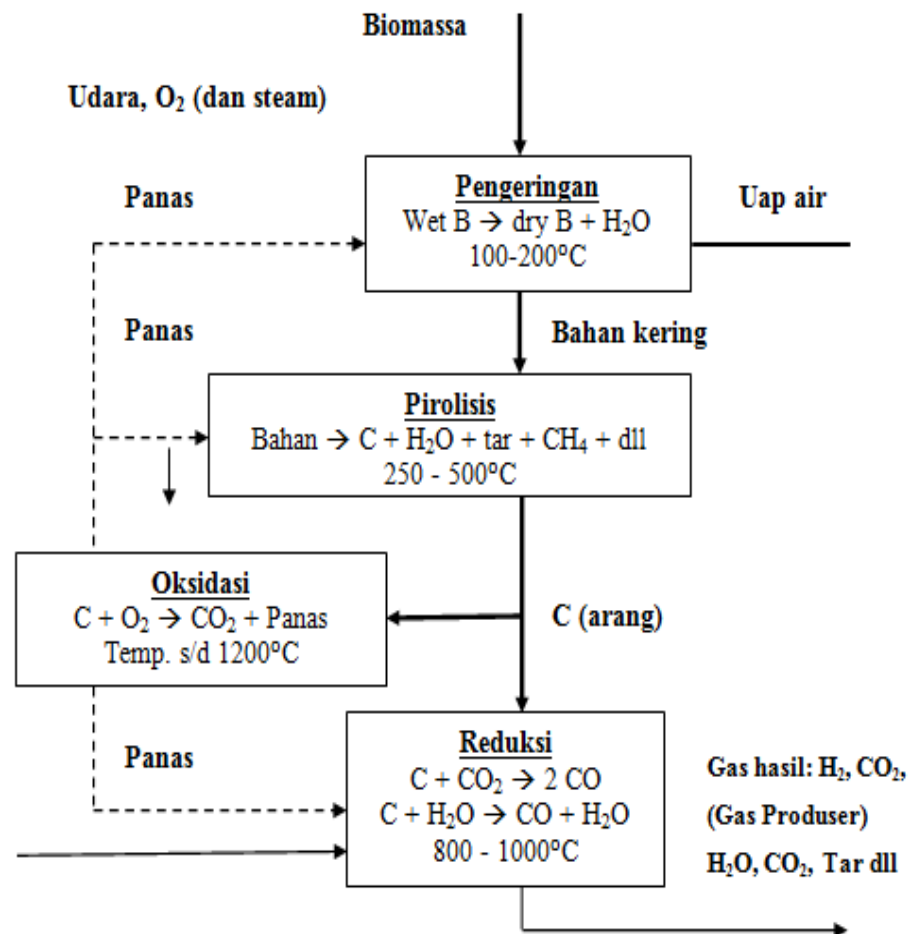 Biomassa
Udara, O₂ (dan steam)
Panas
Pengeringan
Wet B → dry B + H₂O
100-200°C
Uap air
Panas
Bahan kering
Pirolisis
Bahan → C + H₂O + tar + CH₄ + dll
250 - 500°C
Oksidasi
C + O₂ → CO₂ + Panas
Temp. s/d 1200°C
C (arang)
Panas
Reduksi
C + CO₂ → 2 CO
C + H₂O → CO + H₂O
800 - 1000°C
Gas hasil: H₂, CO₂,
(Gas Produser)
H₂O, CO₂, Tar dll